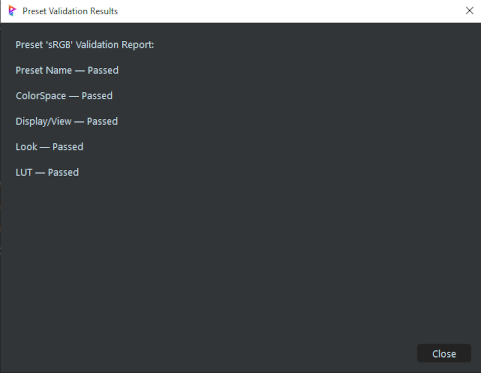 Preset Validation Results
Preset 'sRGB' Validation Report:
Preset Name — Passed
ColorSpace — Passed
Display/View — Passed
Look — Passed
LUT — Passed
Close